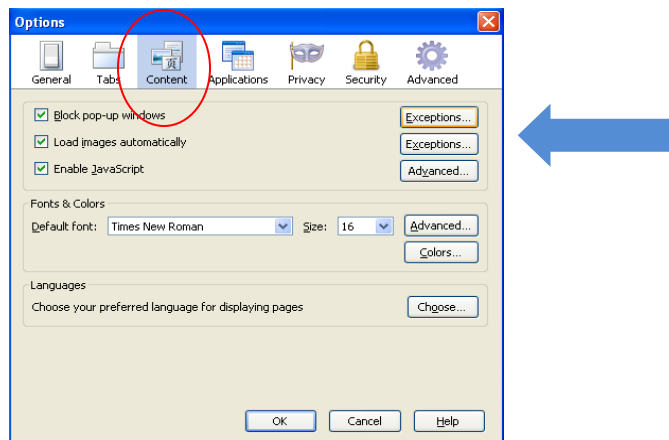 Options
General Tabs Content Applications Privacy Security Advanced
Block pop-up windows Exceptions...
Load images automatically Exceptions...
Enable JavaScript Advanced...
Fonts & Colors
Default font: Times New Roman Size: 16 Advanced...
Colors...
Languages
Choose your preferred language for displaying pages Choose...
OK Cancel Help